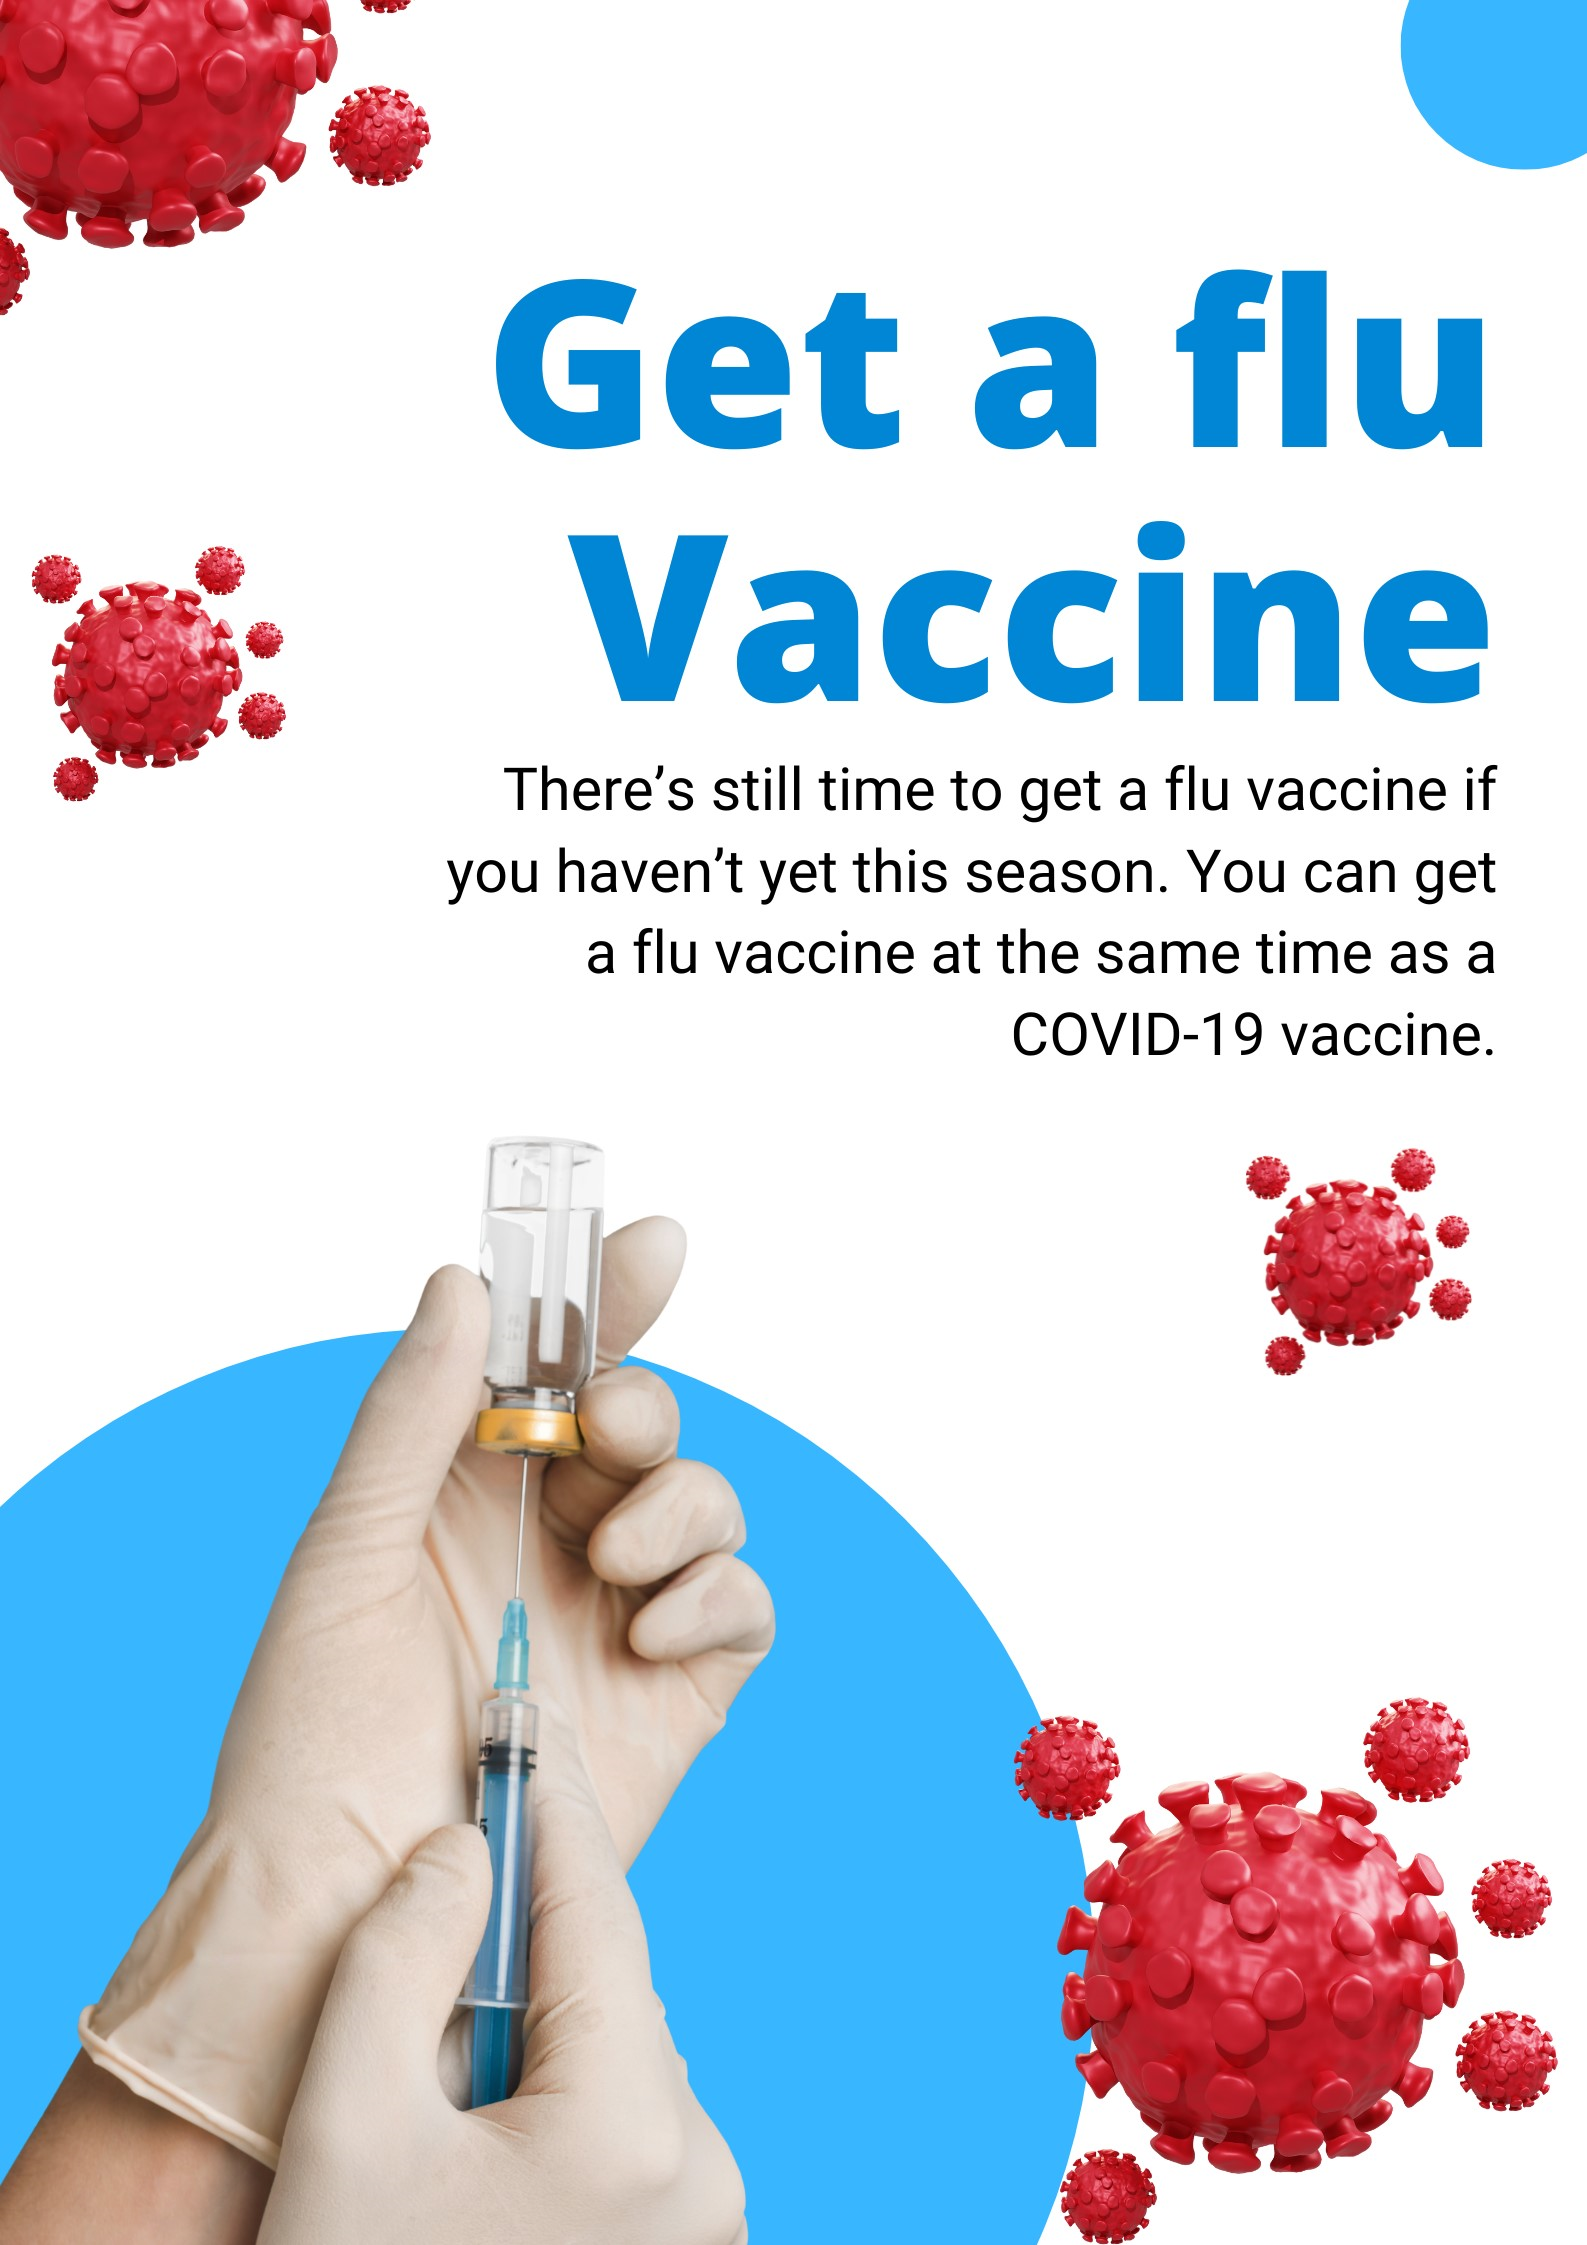 Get a flu
Vaccine
There’s still time to get a flu vaccine if
you haven’t yet this season. You can get
a flu vaccine at the same time as a
COVID-19 vaccine.